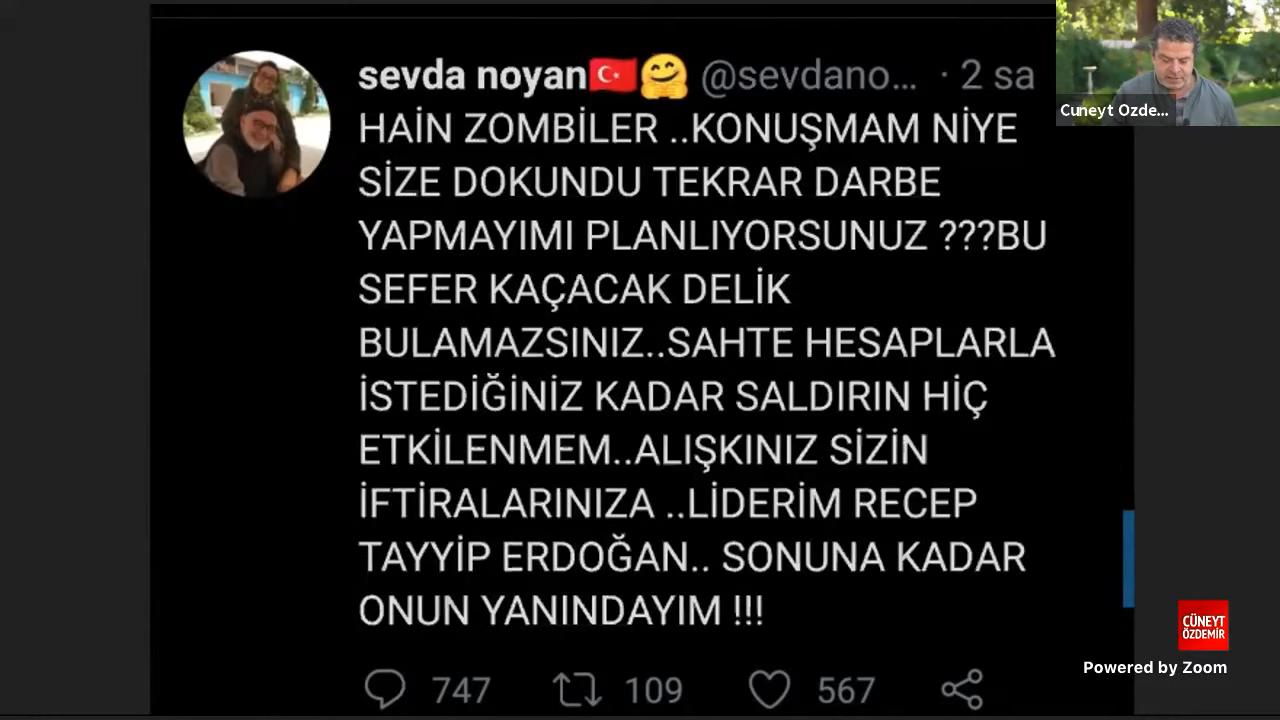 sevda noyan🇹🇷🤗 @sevdano... · 2 sa
HAİN ZOMBİLER ..KONUŞMAM NİYE
SİZE DOKUNDU TEKRAR DARBE
YAPMAYIMI PLANLIYORSUNUZ ???BU
SEFER KAÇACAK DELİK
BULAMAZSINIZ..SAHTE HESAPLARLA
İSTEDİĞİNİZ KADAR SALDIRIN HİÇ
ETKİLENMEM..ALIŞKINIZ SİZİN
İFTİRALARINIZA ..LİDERİM RECEP
TAYYİP ERDOĞAN.. SONUNA KADAR
ONUN YANINDAYIM !!!
747 109 567
Cuneyt Ozde...
CÜNEYT
ÖZDEMİR
Powered by Zoom